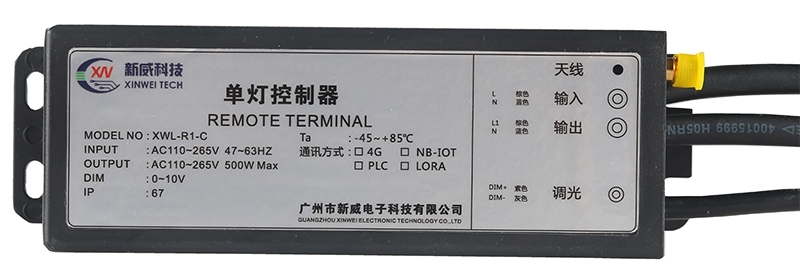 XW 新威科技
XINWEI TECH
单灯控制器
REMOTE TERMINAL
MODEL NO : XWL-R1-C
Ta : -45~+85℃
INPUT : AC110~265V 47~63HZ
通讯方式: □ 4G □ NB-IOT
OUTPUT : AC110~265V 500W Max
□ PLC □ LORA
DIM : 0~10V
IP : 67
广州市新威电子科技有限公司
GUANGZHOU XINWEI ELECTRONIC TECHNOLOGY CO.,LTD
天线
L 棕色
N 蓝色
输入
L1 棕色
N 蓝色
输出
DIM+ 紫色
DIM- 灰色
调光
40015999 H05RN